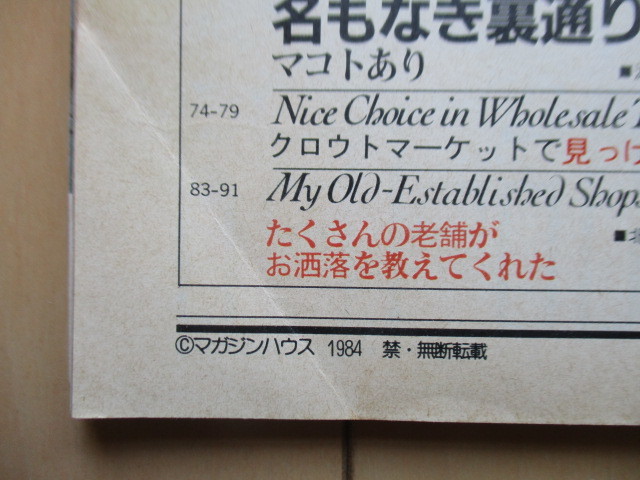 名もなき裏通り
マコトあり
74-79
Nice Choice in Wholesale
クロウトマーケットで見っけ
83-91
My Old-Established Shops
たくさんの老舗が
お洒落を教えてくれた
©マガジンハウス 1984 禁・無断転載